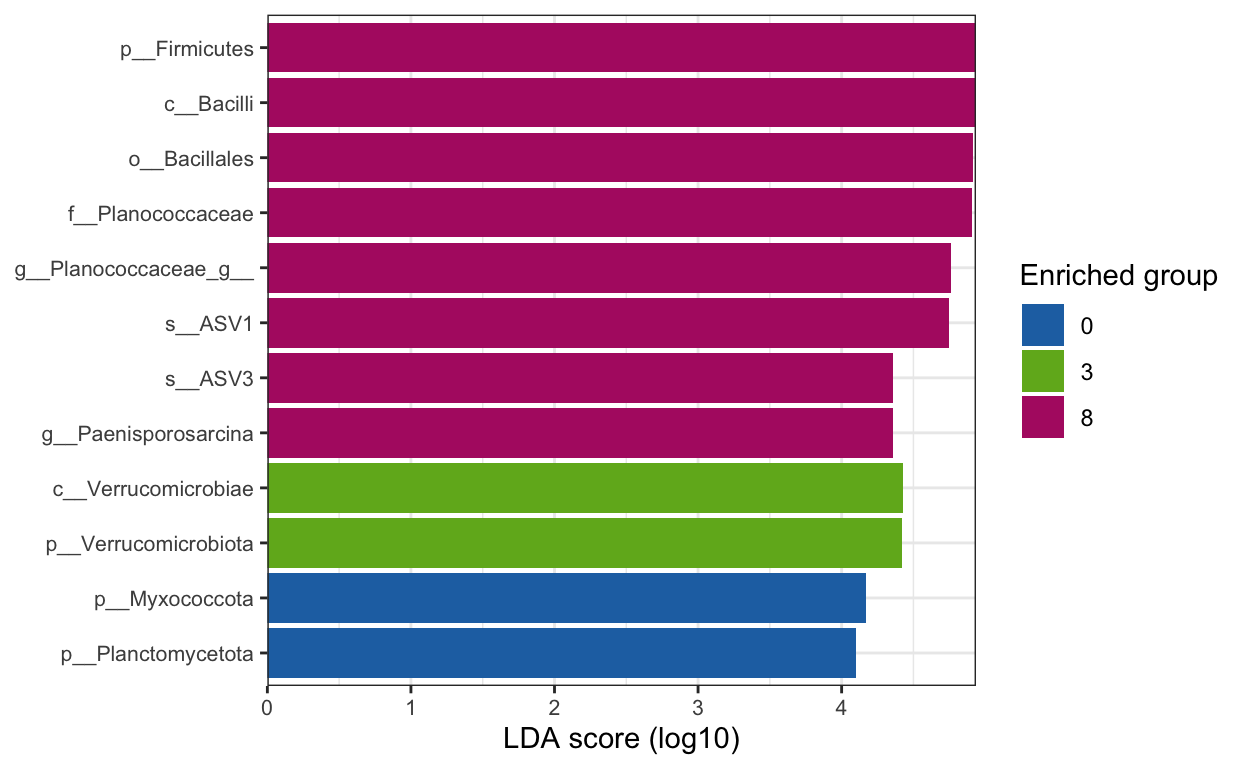 p__Firmicutes
c__Bacilli
o__Bacillales
f__Planococcaceae
g__Planococcaceae_g__
s__ASV1
s__ASV3
g__Paenisporosarcina
c__Verrucomicrobiae
p__Verrucomicrobiota
p__Myxococcota
p__Planctomycetota
0 1 2 3 4
LDA score (log10)
Enriched group
0
3
8